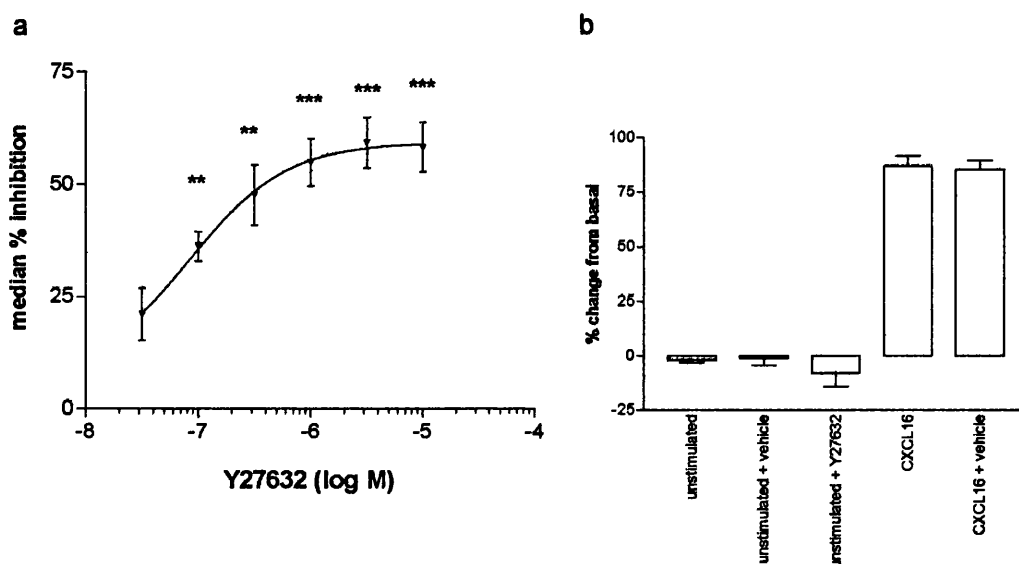 a
75
50
25
0
median % inhibition
**
**
***
***
***
-8
-7
-6
-5
-4
Y27632 (log M)
b
100
75
50
25
0
-25
% change from basal
unstimulated
unstimulated + vehicle
unstimulated + Y27632
CXCL16
CXCL16 + vehicle